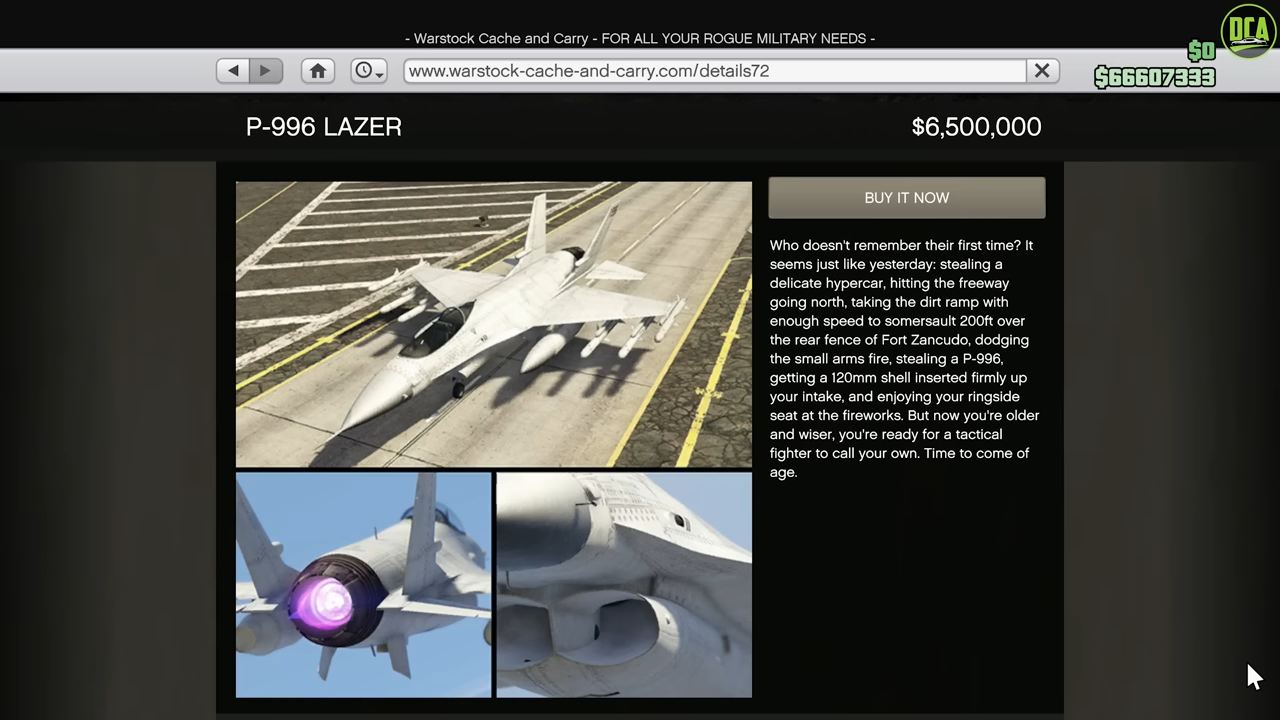 - Warstock Cache and Carry - FOR ALL YOUR ROGUE MILITARY NEEDS -
DCA
$0
www.warstock-cache-and-carry.com/details72
$66607333
P-996 LAZER
$6,500,000
BUY IT NOW
Who doesn't remember their first time? It
seems just like yesterday: stealing a
delicate hypercar, hitting the freeway
going north, taking the dirt ramp with
enough speed to somersault 200ft over
the rear fence of Fort Zancudo, dodging
the small arms fire, stealing a P-996,
getting a 120mm shell inserted firmly up
your intake, and enjoying your ringside
seat at the fireworks. But now you're older
and wiser, you're ready for a tactical
fighter to call your own. Time to come of
age.